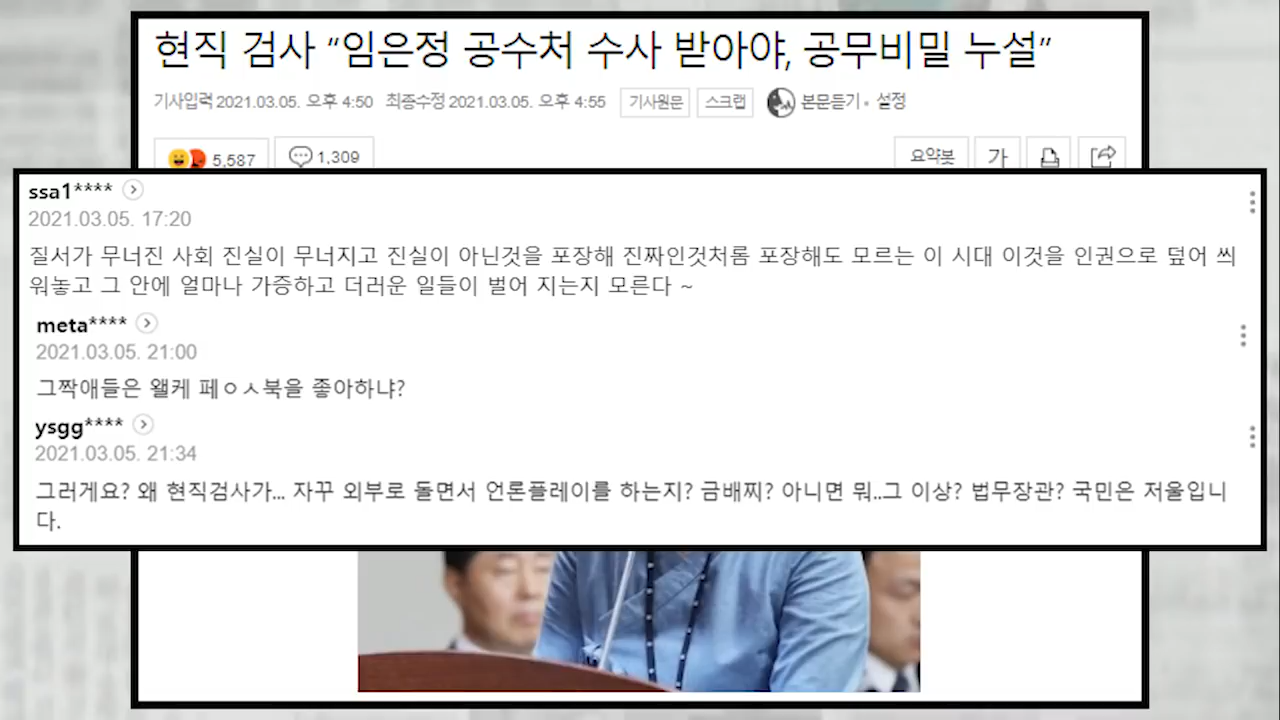 현직 검사 “임은정 공수처 수사 받아야, 공무비밀 누설”
기사입력 2021.03.05. 오후 4:50 최종수정 2021.03.05. 오후 4:55 기사원문 스크랩 본문듣기 · 설정
5,587 1,309 요약봇 가
ssa1****
2021.03.05. 17:20
질서가 무너진 사회 진실이 무너지고 진실이 아닌것을 포장해 진짜인것처롬 포장해도 모르는 이 시대 이것을 인권으로 덮어 씌
워놓고 그 안에 얼마나 가증하고 더러운 일들이 벌어 지는지 모른다 ~
meta****
2021.03.05. 21:00
그짝애들은 왤케 페ㅇㅅ북을 좋아하냐?
ysgg****
2021.03.05. 21:34
그러게요? 왜 현직검사가... 자꾸 외부로 돌면서 언론플레이를 하는지? 금배찌? 아니면 뭐..그 이상? 법무장관? 국민은 저울입니
다.